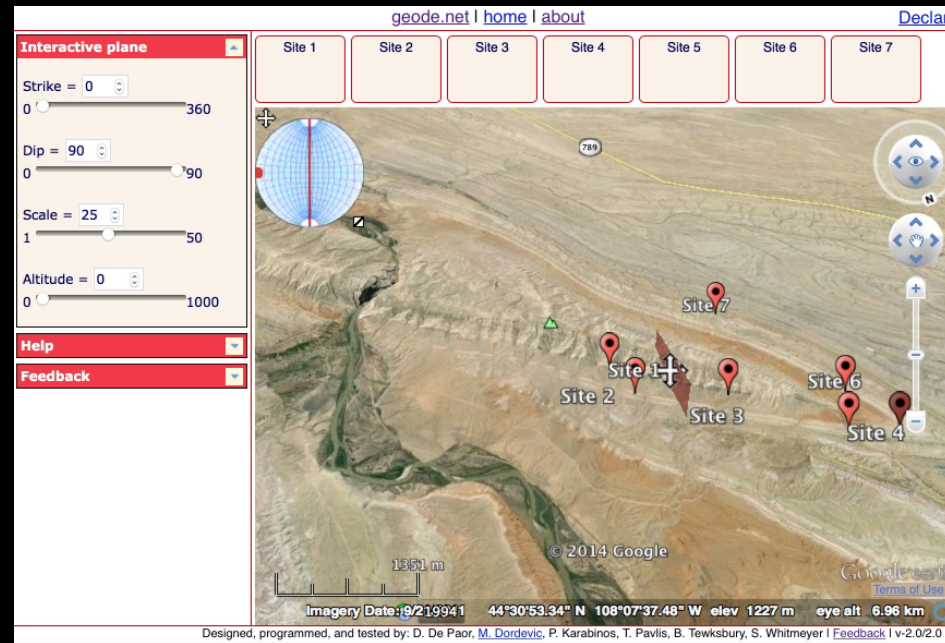 geode.net | home | about
Declar
Interactive plane
Strike = 0
0 360
Dip = 90
0 90
Scale = 25
1 50
Altitude = 0
0 1000
Help
Feedback
Site 1 Site 2 Site 3 Site 4 Site 5 Site 6 Site 7
789
N
Site 7
Site 1
Site 2
Site 3
Site 6
Site 4
© 2014 Google
1351 m
Google earth
Terms of Use
44°30'53.34" N 108°07'37.48" W elev 1227 m eye alt 6.96 km
Imagery Date:
Designed, programmed, and tested by: D. De Paor, M. Dordevic, P. Karabinos, T. Pavlis, B. Tewksbury, S. Whitmeyer | Feedback | v-2.0/2.0